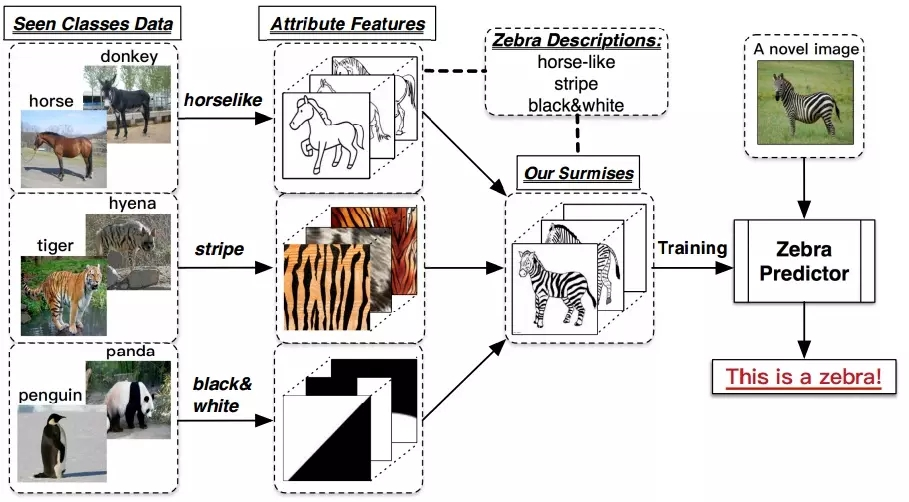 Seen Classes Data
donkey
horse
hyena
tiger
panda
penguin
horselike
stripe
black&
white
Attribute Features
Zebra Descriptions:
horse-like
stripe
black&white
Our Surmises
Training
A novel image
Zebra
Predictor
This is a zebra!